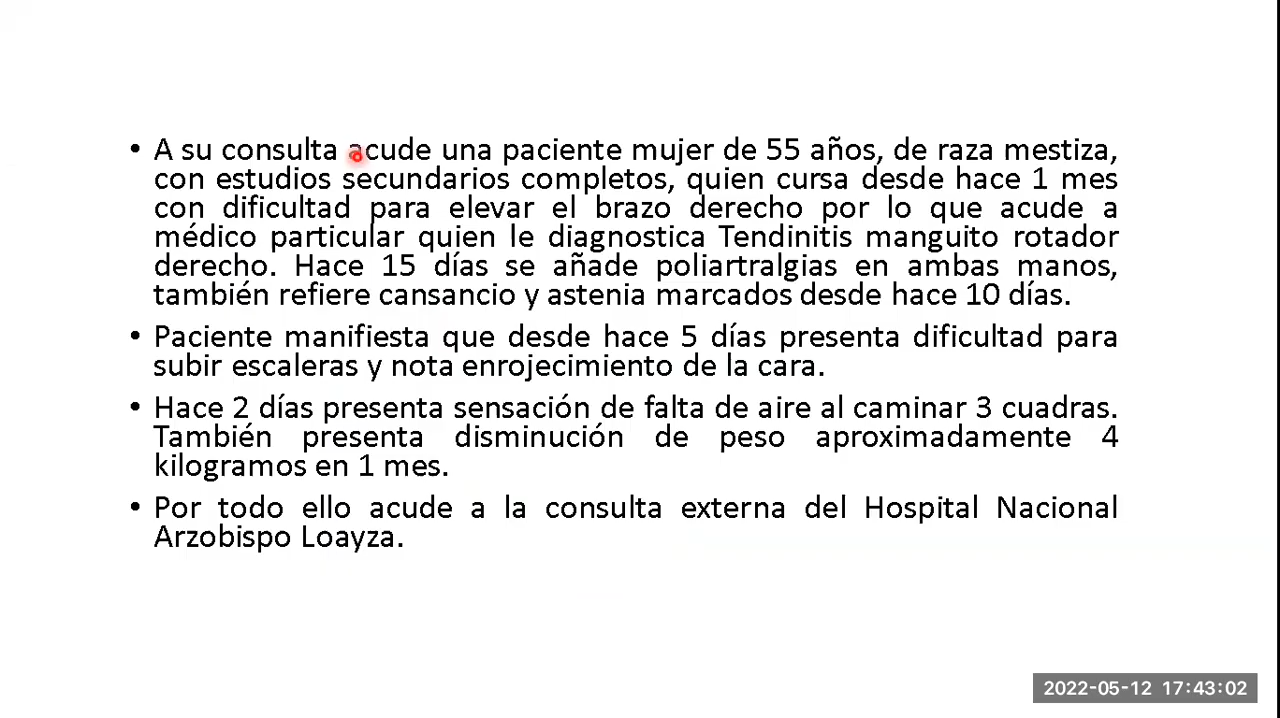 • A su consulta acude una paciente mujer de 55 años, de raza mestiza,
con estudios secundarios completos, quien cursa desde hace 1 mes
con dificultad para elevar el brazo derecho por lo que acude a
médico particular quien le diagnostica Tendinitis manguito rotador
derecho. Hace 15 días se añade poliartralgias en ambas manos,
también refiere cansancio y astenia marcados desde hace 10 días.
• Paciente manifiesta que desde hace 5 días presenta dificultad para
subir escaleras y nota enrojecimiento de la cara.
• Hace 2 días presenta sensación de falta de aire al caminar 3 cuadras.
También presenta disminución de peso aproximadamente 4
kilogramos en 1 mes.
• Por todo ello acude a la consulta externa del Hospital Nacional
Arzobispo Loayza.
2022-05-12 17:43:02